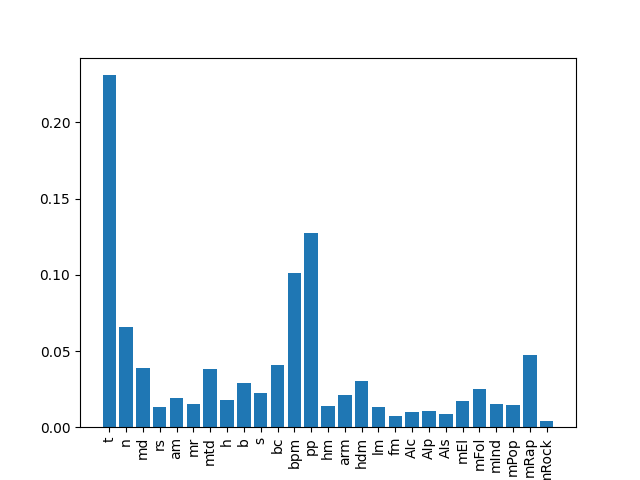 0.20
0.15
0.10
0.05
0.00
t
n
md
rs
am
mr
mtd
h
b
s
bc
bpm
pp
hm
arm
hdm
lm
fm
Alc
Alp
Als
mEl
mFol
mInd
mPop
mRap
mRock